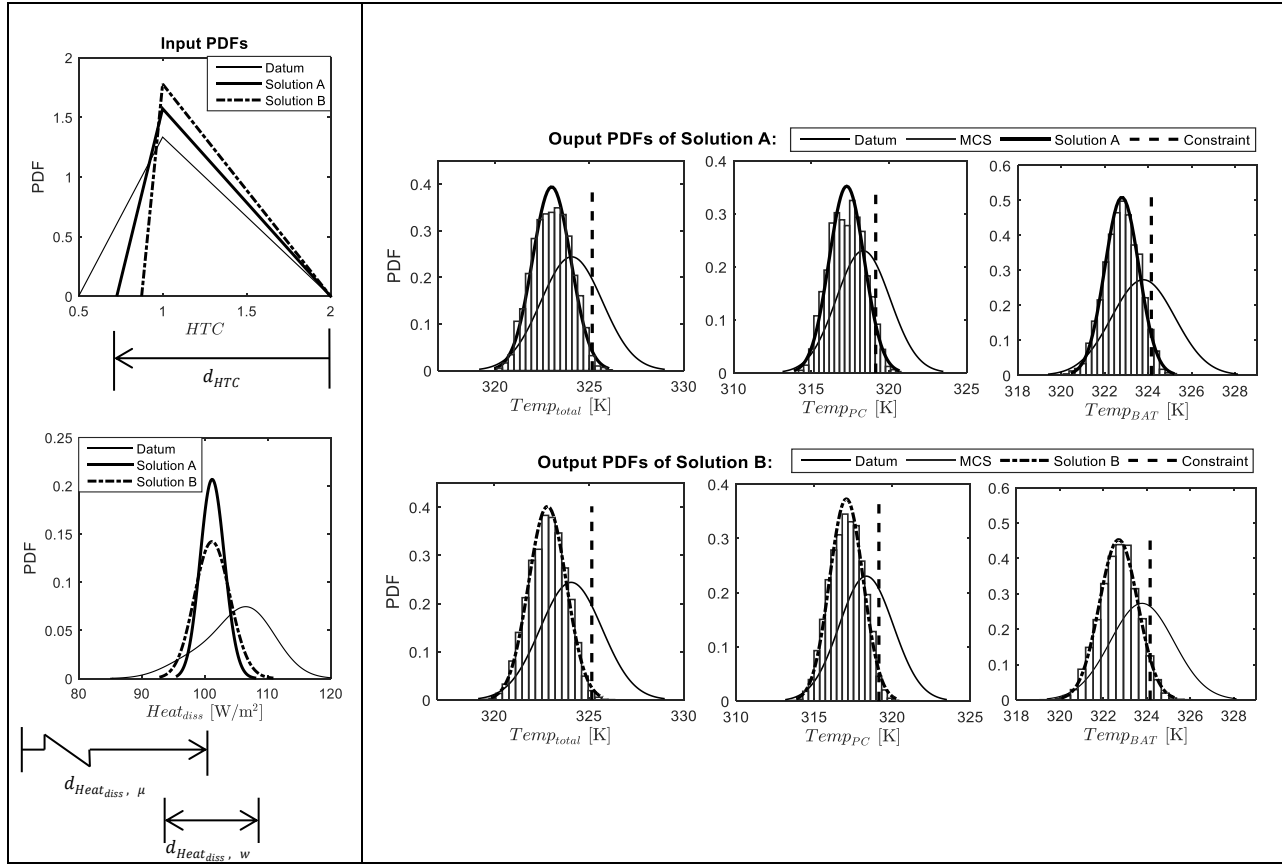 Input PDFs
2
1.5
1
0.5
0
PDF
Datum
Solution A
Solution B
0.5 1 1.5 2
HTC
d_HTC
0.25
0.2
0.15
0.1
0.05
0
PDF
Datum
Solution A
Solution B
80 90 100 110 120
Heat_diss [W/m²]
d_Heat_diss, μ
d_Heat_diss, w
Ouput PDFs of Solution A: Datum MCS Solution A Constraint
PDF
0.4
0.3
0.2
0.1
0
320 325 330
Temp_total [K]
0.4
0.3
0.2
0.1
0
310 315 320 325
Temp_PC [K]
0.6
0.5
0.4
0.3
0.2
0.1
0
318 320 322 324 326 328
Temp_BAT [K]
Output PDFs of Solution B: Datum MCS Solution B Constraint
PDF
0.4
0.3
0.2
0.1
0
320 325 330
Temp_total [K]
0.4
0.3
0.2
0.1
0
310 315 320 325
Temp_PC [K]
0.6
0.5
0.4
0.3
0.2
0.1
0
318 320 322 324 326 328
Temp_BAT [K]